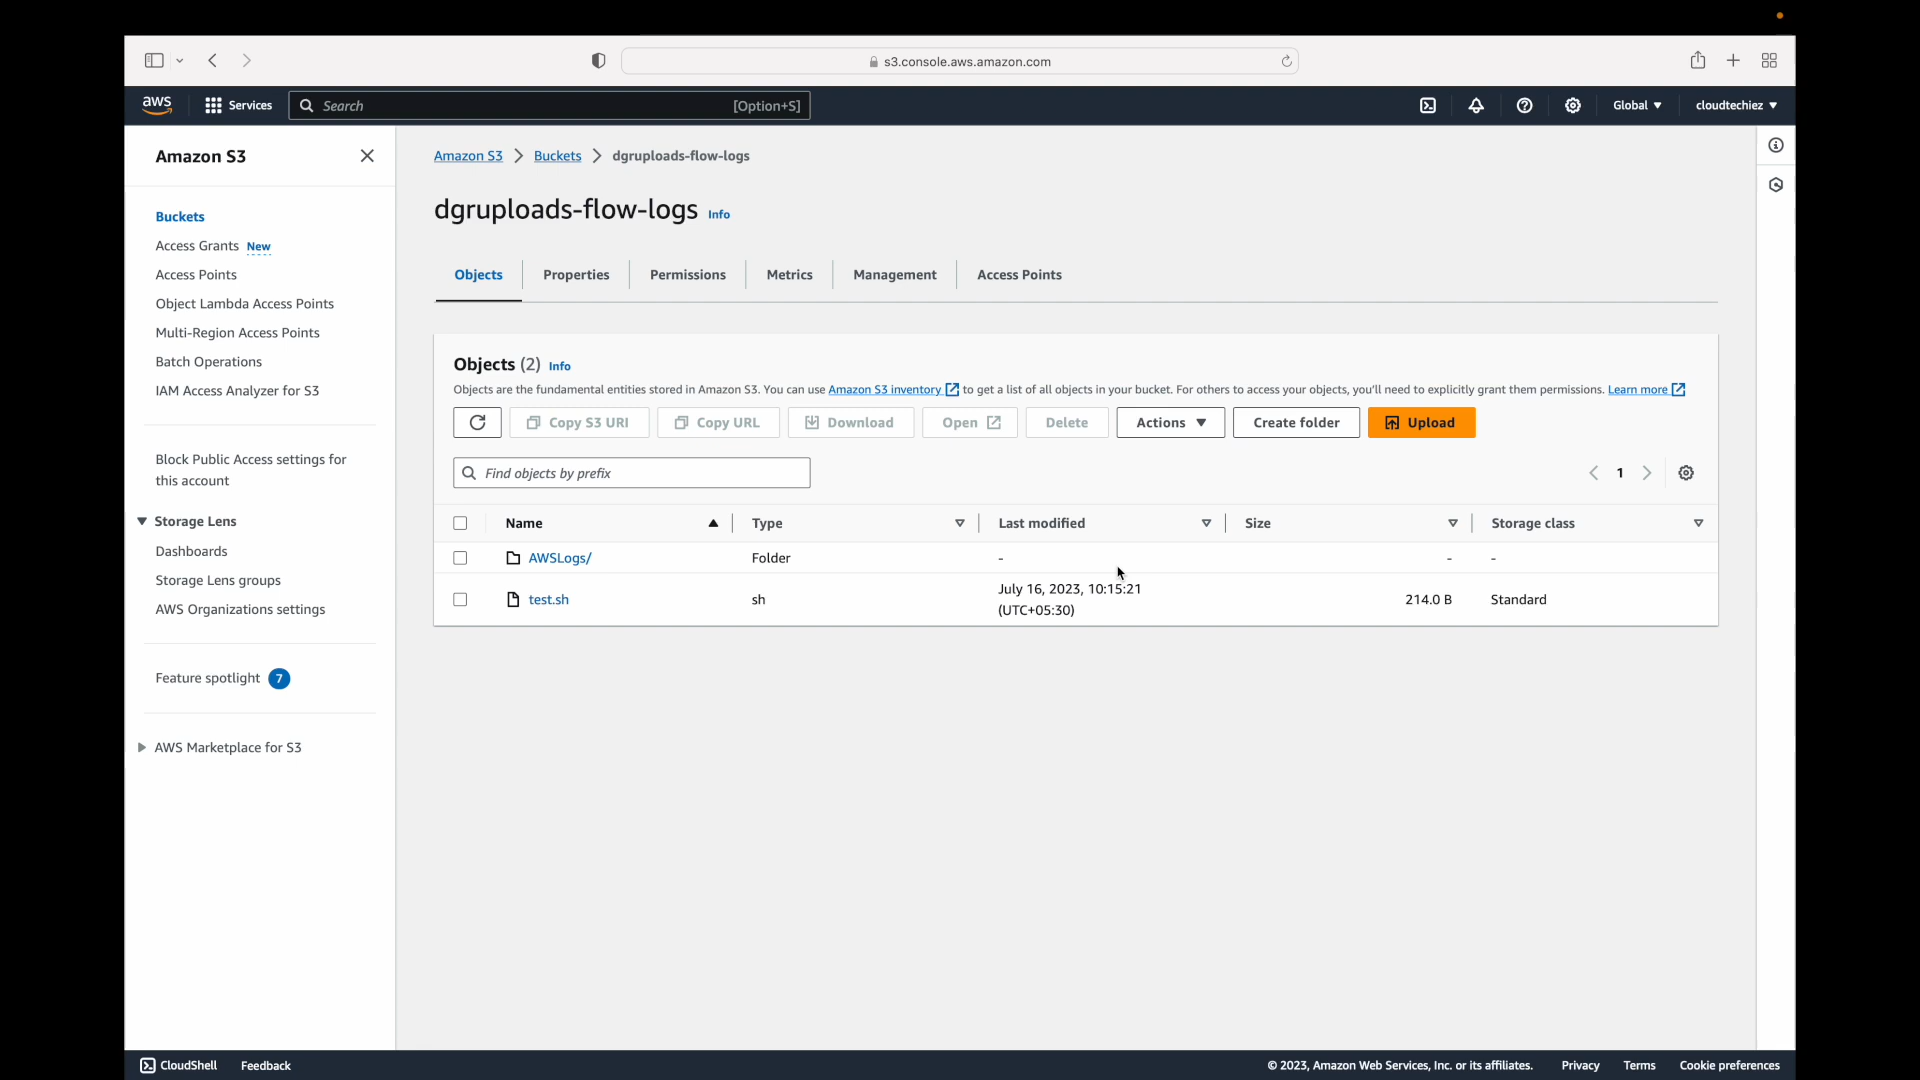 s3.console.aws.amazon.com
aws
Services
Search
[Option+S]
Global
cloudtechiez
Amazon S3
Buckets
Access Grants New
Access Points
Object Lambda Access Points
Multi-Region Access Points
Batch Operations
IAM Access Analyzer for S3
Block Public Access settings for
this account
Storage Lens
Dashboards
Storage Lens groups
AWS Organizations settings
Feature spotlight 7
AWS Marketplace for S3
Amazon S3 Buckets dgruploads-flow-logs
dgruploads-flow-logs Info
Objects Properties Permissions Metrics Management Access Points
Objects (2) Info
Objects are the fundamental entities stored in Amazon S3. You can use Amazon S3 inventory to get a list of all objects in your bucket. For others to access your objects, you'll need to explicitly grant them permissions. Learn more
Copy S3 URI Copy URL Download Open Delete Actions Create folder Upload
Find objects by prefix
1
Name Type Last modified Size Storage class
AWSLogs/ Folder - - -
test.sh sh July 16, 2023, 10:15:21 (UTC+05:30) 214.0 B Standard
CloudShell Feedback
© 2023, Amazon Web Services, Inc. or its affiliates. Privacy Terms Cookie preferences